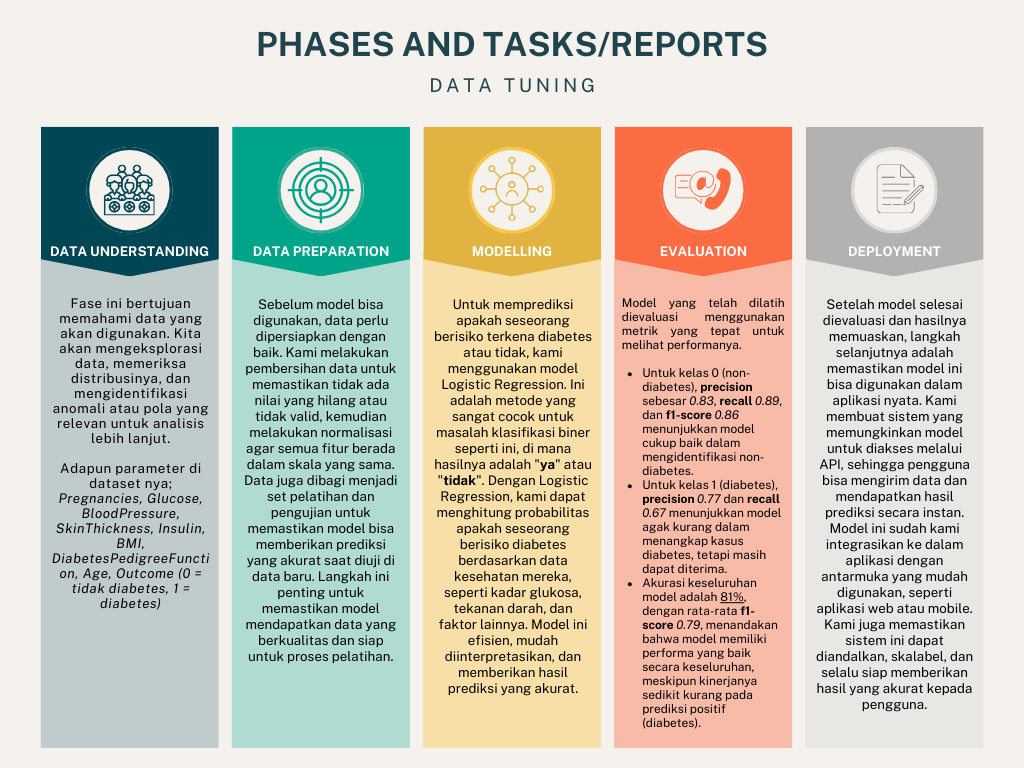 PHASES AND TASKS/REPORTS
DATA TUNING
DATA UNDERSTANDING
Fase ini bertujuan
memahami data yang
akan digunakan. Kita
akan mengeksplorasi
data, memeriksa
distribusinya, dan
mengidentifikasi
anomali atau pola yang
relevan untuk analisis
lebih lanjut.
Adapun parameter di
dataset nya;
Pregnancies, Glucose,
BloodPressure,
SkinThickness, Insulin,
BMI,
DiabetesPedigreeFuncti
on, Age, Outcome (0 =
tidak diabetes, 1 =
diabetes)
DATA PREPARATION
Sebelum model bisa
digunakan, data perlu
dipersiapkan dengan
baik. Kami melakukan
pembersihan data untuk
memastikan tidak ada
nilai yang hilang atau
tidak valid, kemudian
melakukan normalisasi
agar semua fitur berada
dalam skala yang sama.
Data juga dibagi menjadi
set pelatihan dan
pengujian untuk
memastikan model bisa
memberikan prediksi
yang akurat saat diuji di
data baru. Langkah ini
penting untuk
memastikan model
mendapatkan data yang
berkualitas dan siap
untuk proses pelatihan.
MODELLING
Untuk memprediksi
apakah seseorang
berisiko terkena diabetes
atau tidak, kami
menggunakan model
Logistic Regression. Ini
adalah metode yang
sangat cocok untuk
masalah klasifikasi biner
seperti ini, di mana
hasilnya adalah "ya" atau
"tidak". Dengan Logistic
Regression, kami dapat
menghitung probabilitas
apakah seseorang
berisiko diabetes
berdasarkan data
kesehatan mereka,
seperti kadar glukosa,
tekanan darah, dan
faktor lainnya. Model ini
efisien, mudah
diinterpretasikan, dan
memberikan hasil
prediksi yang akurat.
EVALUATION
Model yang telah dilatih
dievaluasi menggunakan
metrik yang tepat untuk
melihat performanya.
• Untuk kelas 0 (non-
diabetes), precision
sebesar 0.83, recall 0.89,
dan f1-score 0.86
menunjukkan model
cukup baik dalam
mengidentifikasi non-
diabetes.
• Untuk kelas 1 (diabetes),
precision 0.77 dan recall
0.67 menunjukkan model
agak kurang dalam
menangkap kasus
diabetes, tetapi masih
dapat diterima.
• Akurasi keseluruhan
model adalah 81%,
dengan rata-rata f1-
score 0.79, menandakan
bahwa model memiliki
performa yang baik
secara keseluruhan,
meskipun kinerjanya
sedikit kurang pada
prediksi positif
(diabetes).
DEPLOYMENT
Setelah model selesai
dievaluasi dan hasilnya
memuaskan, langkah
selanjutnya adalah
memastikan model ini
bisa digunakan dalam
aplikasi nyata. Kami
membuat sistem yang
memungkinkan model
untuk diakses melalui
API, sehingga pengguna
bisa mengirim data dan
mendapatkan hasil
prediksi secara instan.
Model ini sudah kami
integrasikan ke dalam
aplikasi dengan
antarmuka yang mudah
digunakan, seperti
aplikasi web atau mobile.
Kami juga memastikan
sistem ini dapat
diandalkan, skalabel, dan
selalu siap memberikan
hasil yang akurat kepada
pengguna.